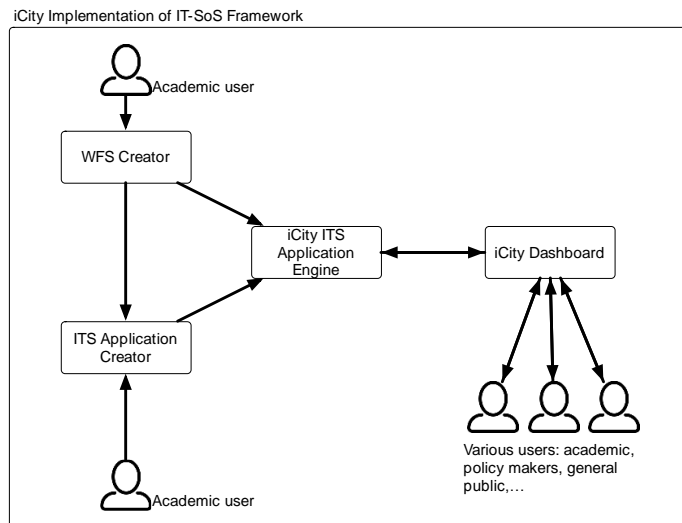 iCity Implementation of IT-SoS Framework
Academic user
WFS Creator
iCity ITS
Application
Engine
iCity Dashboard
ITS Application
Creator
Various users: academic,
policy makers, general
public,...
Academic user